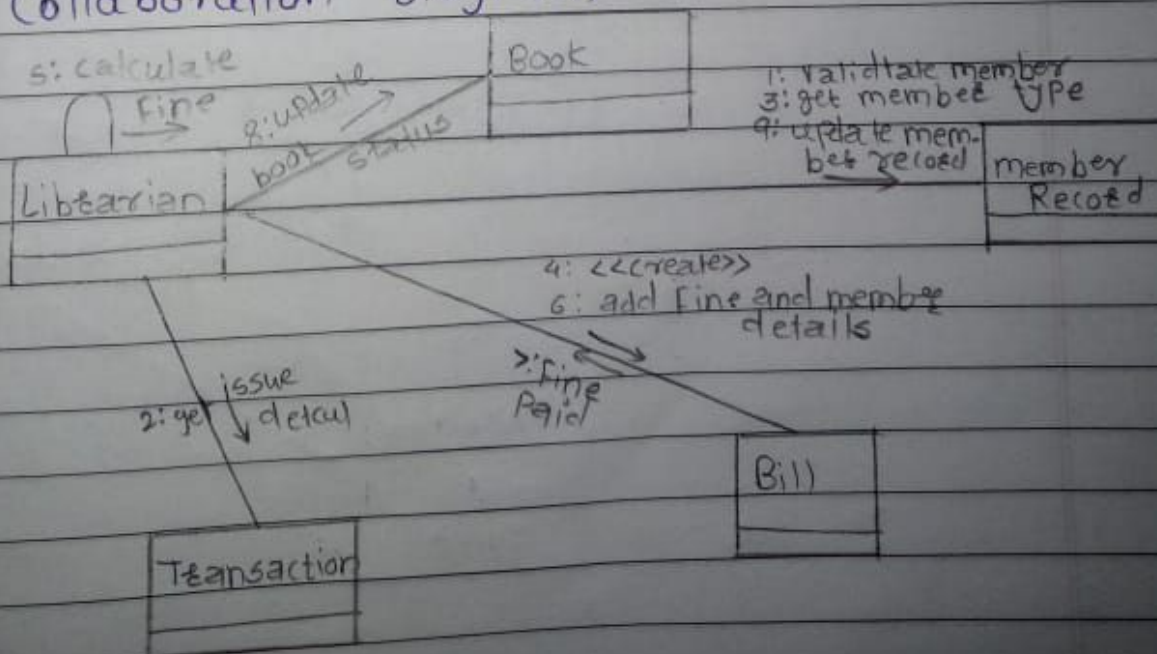 Collaboration
Book
5: calculate
fine
8: update
book status
1: validtate member
3: get member type
9: update mem-
ber record
member
Record
Librarian
4: <<create>>
6: add fine and member
details
7: fine
Paid
2: get issue
detail
Bill
Transaction